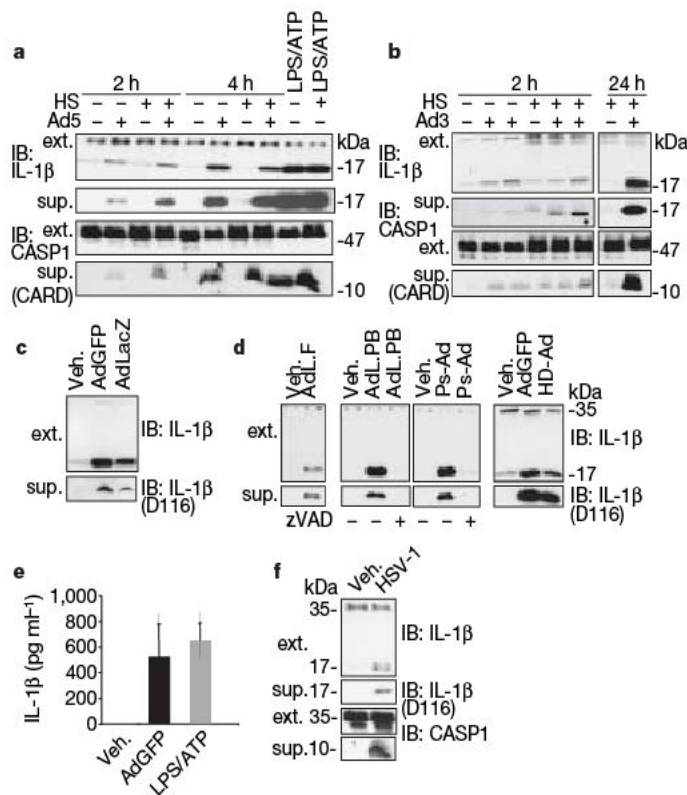 a
2 h 4 h LPS/ATP LPS/ATP
HS – – + + – – + + – +
Ad5 – + – + – + – +
ext. kDa
IB: IL-1β -17
sup. -17
IB: CASP1 ext. -47
sup. (CARD) -10
b
2 h 24 h
HS – – – + + + – +
Ad3 – + + – + + – +
ext. kDa
IB: IL-1β -17
sup. -17
IB: CASP1
ext. -47
sup. (CARD) -10
c
Veh. AdGFP AdLacZ
ext. IB: IL-1β
sup. IB: IL-1β
(D116)
d
Veh. AdL.F Veh. AdL.PB AdL.PB Veh. Ps-Ad Ps-Ad Veh. AdGFP HD-Ad
kDa
-35
ext. IB: IL-1β
-17
sup. IB: IL-1β
(D116)
zVAD – – + – – +
e
IL-1β (pg ml–1)
1,000
800
600
400
200
0
Veh. AdGFP LPS/ATP
f
kDa Veh. HSV-1
35-
ext. IB: IL-1β
17-
sup. 17- IB: IL-1β
(D116)
ext. 35- IB: CASP1
sup. 10-